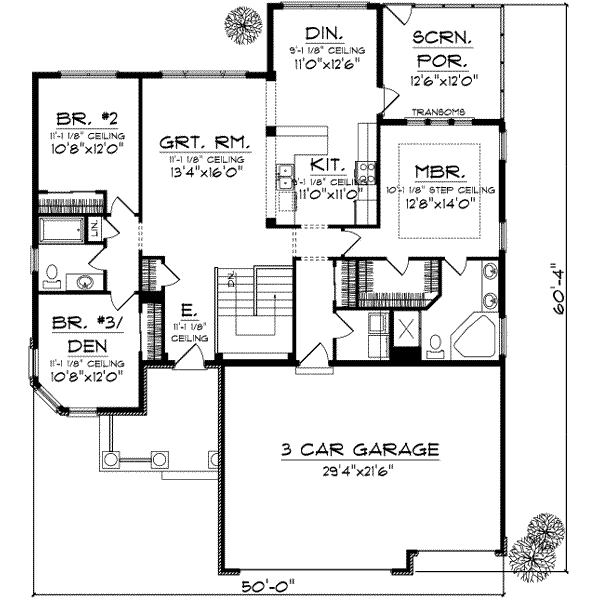 DIN.
9'-1 1/8" CEILING
11'0"x12'6"
SCRN.
POR.
12'6"x12'0"
TRANSOMS
BR. #2
11'-1 1/8" CEILING
10'8"x12'0"
GRT. RM.
11'-1 1/8" CEILING
13'4"x16'0"
KIT.
9'-1 1/8" CEILING
11'0"x11'0"
MBR.
10'-1 1/8" STEP CEILING
12'8"x14'0"
LIN.
DN.
BR. #3/
DEN
11'-1 1/8" CEILING
10'8"x12'0"
E.
11'-1 1/8"
CEILING
60'-4"
3 CAR GARAGE
29'4"x21'6"
50'-0"